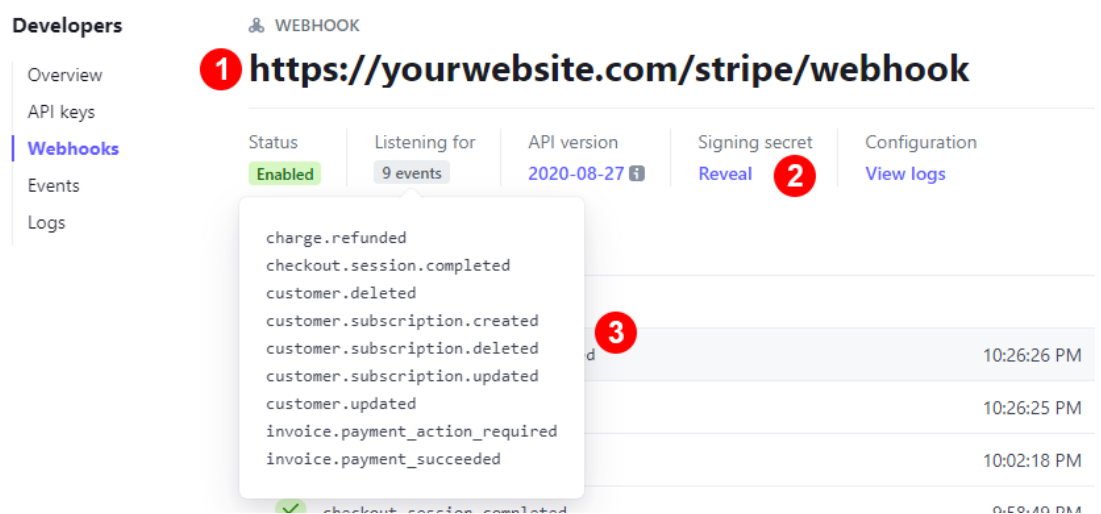 Developers
Overview
API keys
Webhooks
Events
Logs
WEBHOOK
1
https://yourwebsite.com/stripe/webhook
Status
Enabled
Listening for
9 events
API version
2020-08-27
Signing secret
Reveal
2
Configuration
View logs
charge.refunded
checkout.session.completed
customer.deleted
customer.subscription.created
customer.subscription.deleted
customer.subscription.updated
customer.updated
invoice.payment_action_required
invoice.payment_succeeded
3
10:26:26 PM
10:26:25 PM
10:02:18 PM
checkout.session.completed
9:58:49 PM